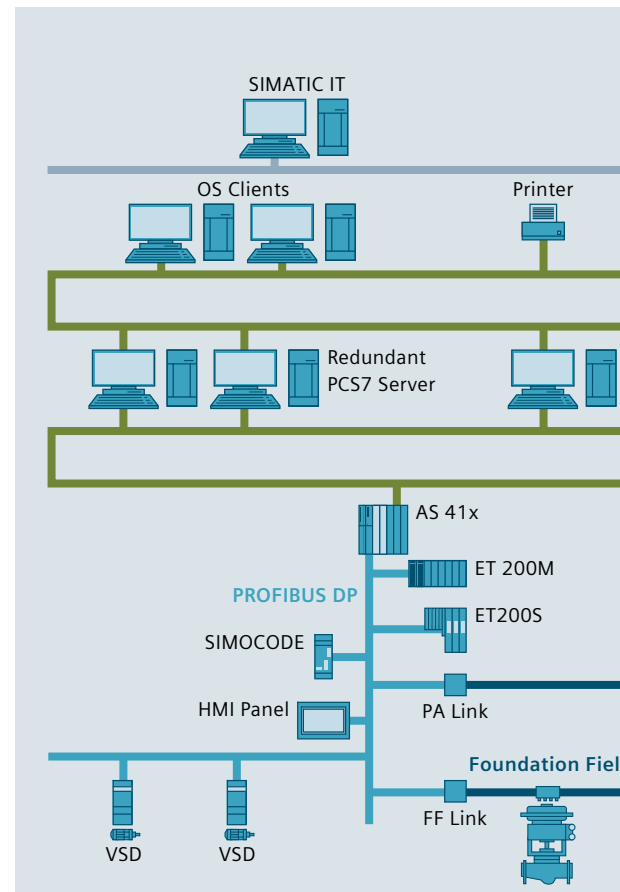 SIMATIC IT
OS Clients
Printer
Redundant
PCS7 Server
AS 41x
ET 200M
PROFIBUS DP
ET200S
SIMOCODE
HMI Panel
PA Link
Foundation Fiel
FF Link
VSD
VSD